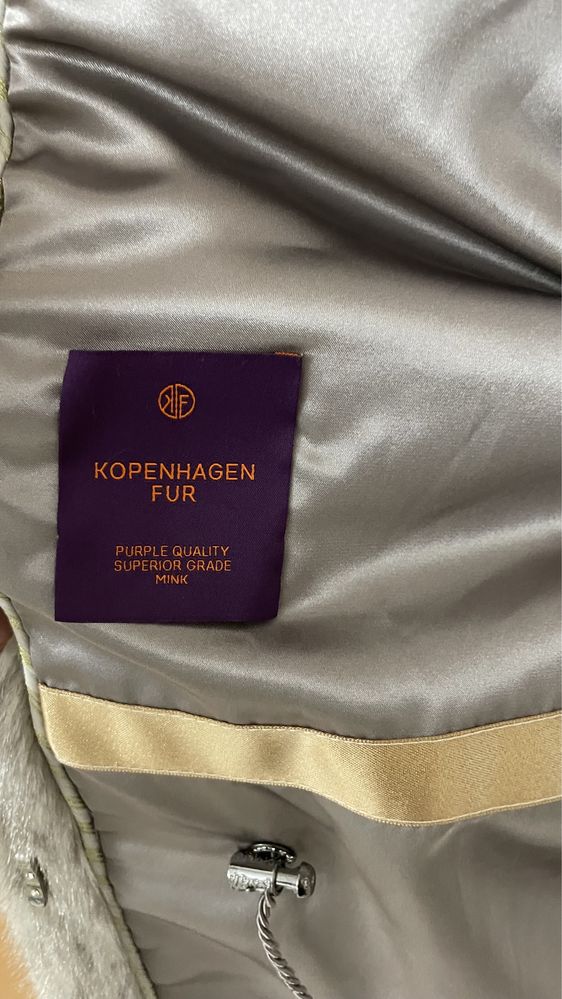 KF
KOPENHAGEN
FUR
PURPLE QUALITY
SUPERIOR GRADE
MINK